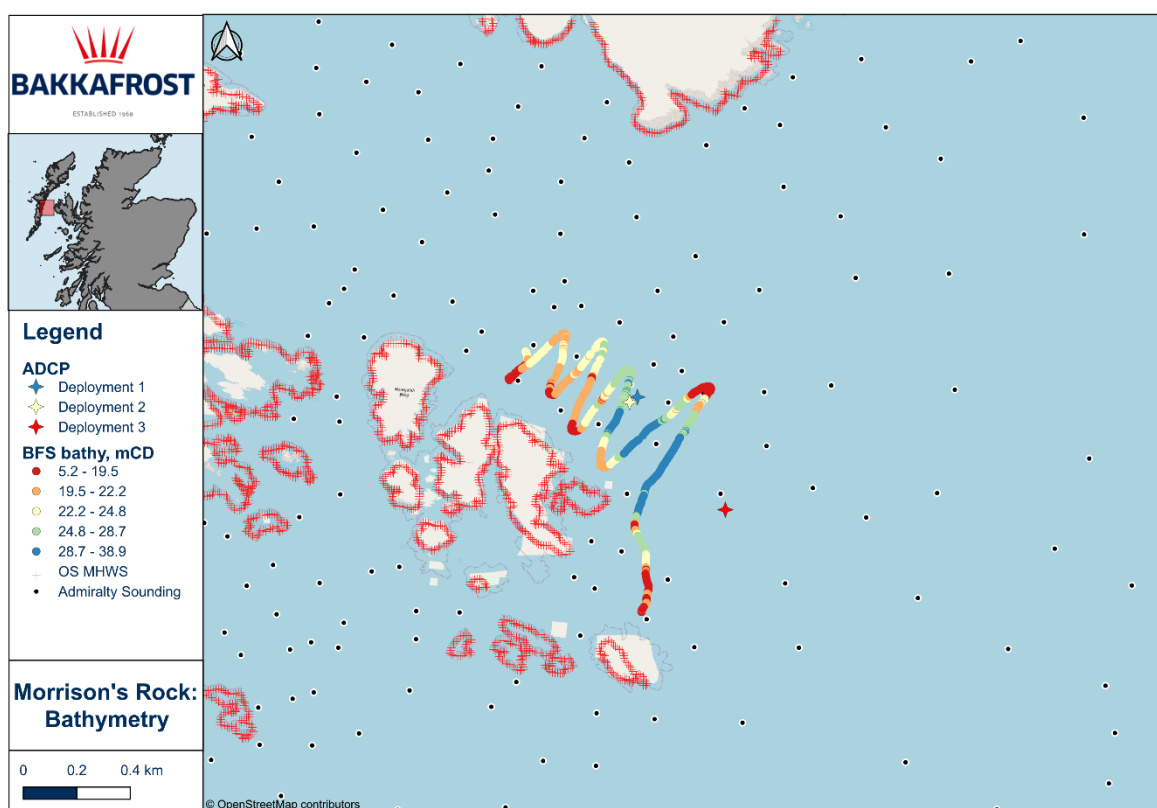 BAKKAFROST
ESTABLISHED 1968
Legend
ADCP
Deployment 1
Deployment 2
Deployment 3
BFS bathy, mCD
5.2 - 19.5
19.5 - 22.2
22.2 - 24.8
24.8 - 28.7
28.7 - 38.9
OS MHWS
Admiralty Sounding
Morrison's Rock:
Bathymetry
0 0.2 0.4 km
© OpenStreetMap contributors